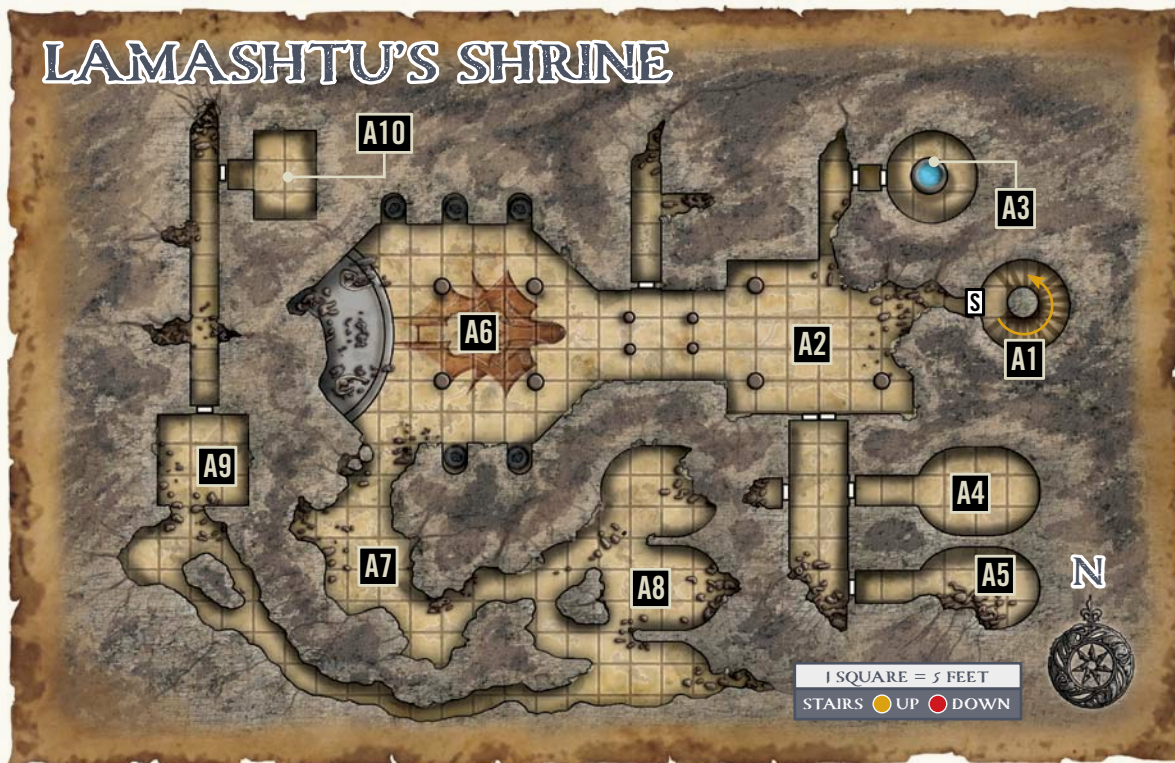 LAMASHTU'S SHRINE
A10
A3
S
A6
A2
A1
A9
A4
A7
A8
A5
N
1 SQUARE = 5 FEET
STAIRS UP DOWN